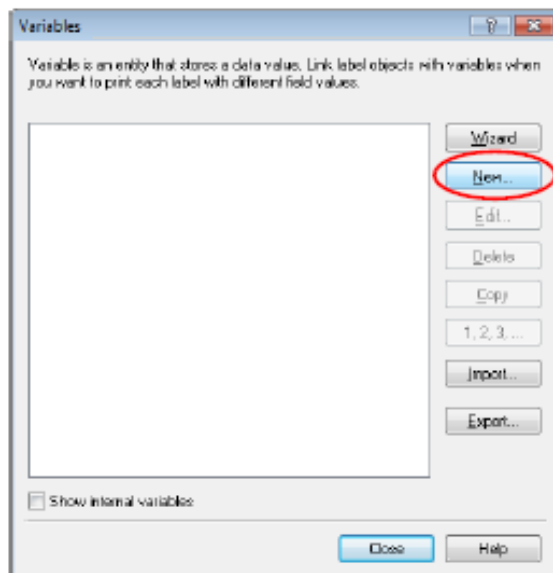 Variables
Variable is an entity that stores a data value. Link label objects with variables when
you want to print each label with different field values.
Wizard
New...
Edit...
Delete
Copy
1, 2, 3, ...
Import...
Export...
Show internal variables
Close
Help